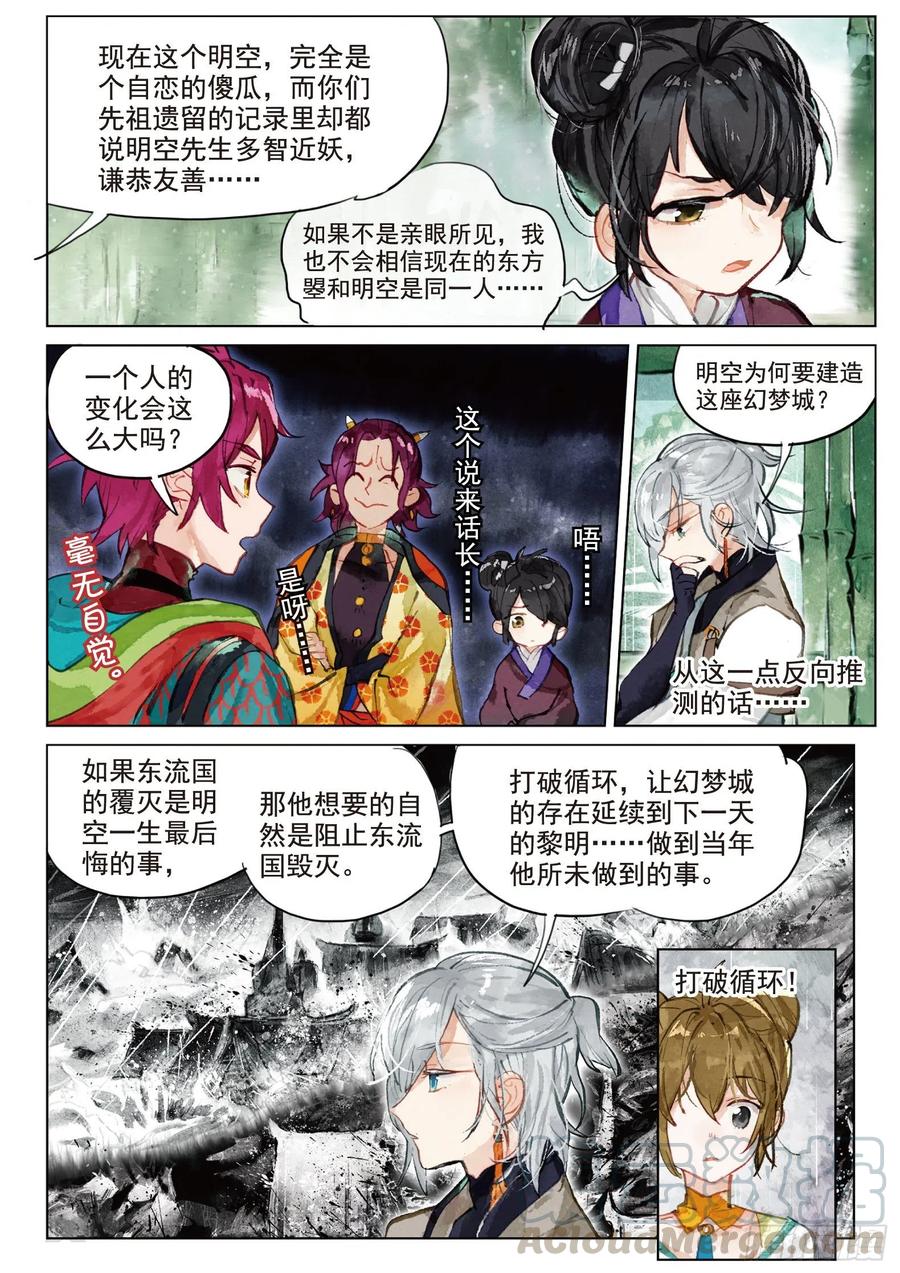 现在这个明空，完全是
个自恋的傻瓜，而你们
先祖遗留的记录里却都
说明空先生多智近妖，
谦恭友善……
如果不是亲眼所见，我
也不会相信现在的东方
曌和明空是同一人……
一个人的
变化会这
么大吗？
毫无自觉。
是呀……
这个说来话长……
唔……
明空为何要建造
这座幻梦城？
从这一点反向推
测的话……
如果东流国
的覆灭是明
空一生最后
悔的事，
那他想要的自
然是阻止东流
国毁灭。
打破循环，让幻梦城
的存在延续到下一天
的黎明……做到当年
他所未做到的事。
打破循环！
AcloudMerge.com